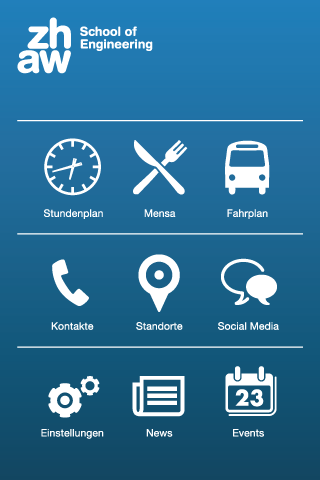 zh
aw
School of
Engineering
Stundenplan
Mensa
Fahrplan
Kontakte
Standorte
Social Media
23
Einstellungen
News
Events